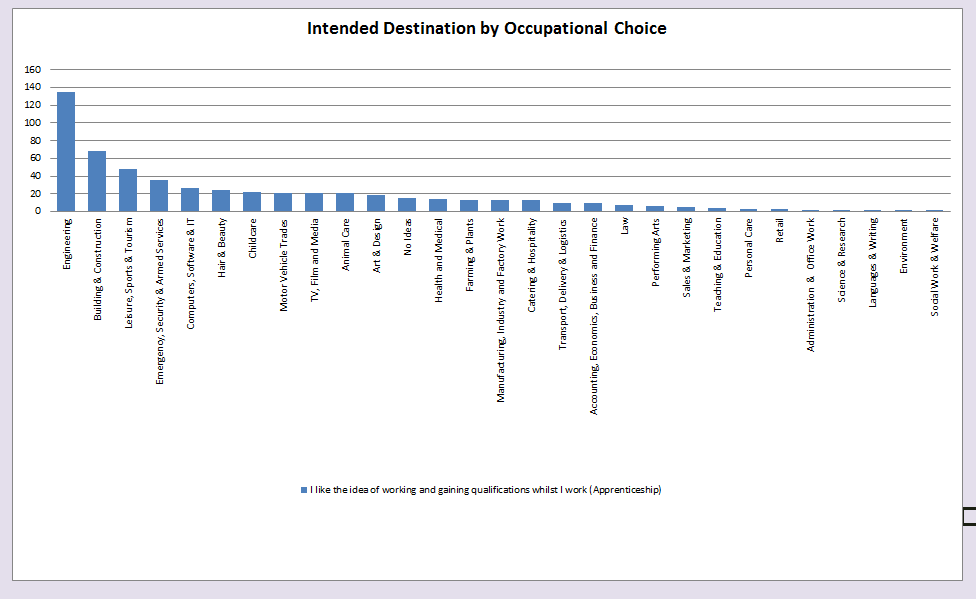 Intended Destination by Occupational Choice
160
140
120
100
80
60
40
20
0
Engineering
Building & Construction
Leisure, Sports & Tourism
Emergency, Security & Armed Services
Computers, Software & IT
Hair & Beauty
Childcare
Motor Vehicle Trades
TV, Film and Media
Animal Care
Art & Design
No Ideas
Health and Medical
Farming & Plants
Manufacturing, Industry and Factory Work
Catering & Hospitality
Transport, Delivery & Logistics
Accounting, Economics, Business and Finance
Law
Performing Arts
Sales & Marketing
Teaching & Education
Personal Care
Retail
Administration & Office Work
Science & Research
Languages & Writing
Environment
Social Work & Welfare
I like the idea of working and gaining qualifications whilst I work (Apprenticeship)